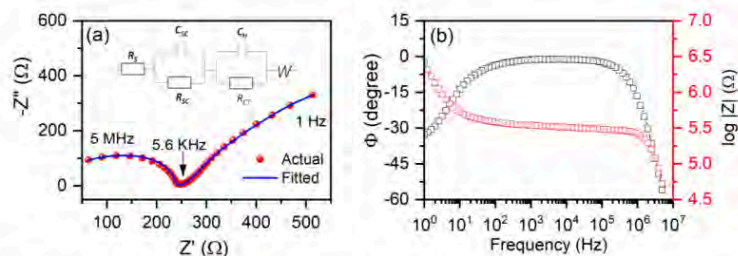 (a)
C_SC
R_S
R_SC
R_CT
W
-Z'' (Ω)
600
400
200
0
5 MHz
5.6 KHz
1 Hz
Actual
Fitted
100 200 300 400 500
Z' (Ω)
(b)
Φ (degree)
15
0
-15
-30
-45
-60
10^0 10^1 10^2 10^3 10^4 10^5 10^6 10^7
Frequency (Hz)
7.0
6.5
6.0
5.5
5.0
4.5
log |Z| (Ω)